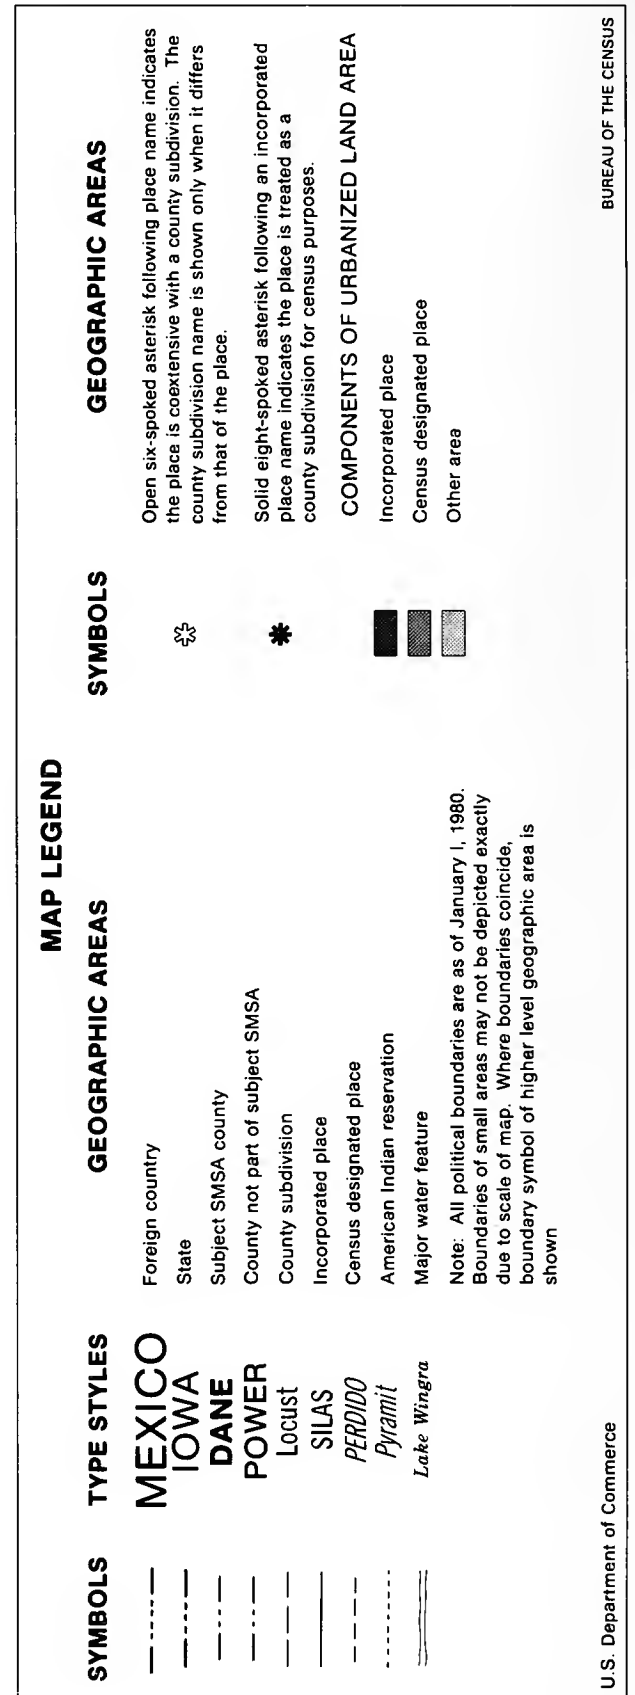 MAP LEGEND
SYMBOLS
TYPE STYLES
GEOGRAPHIC AREAS
MEXICO
Foreign country
IOWA
State
DANE
Subject SMSA county
POWER
County not part of subject SMSA
Locust
County subdivision
SILAS
Incorporated place
PERDIDO
Census designated place
Pyramit
American Indian reservation
Lake Wingra
Major water feature
Note: All political boundaries are as of January I, 1980.
Boundaries of small areas may not be depicted exactly
due to scale of map. Where boundaries coincide,
boundary symbol of higher level geographic area is
shown
SYMBOLS
GEOGRAPHIC AREAS
Open six-spoked asterisk following place name indicates
the place is coextensive with a county subdivision. The
county subdivision name is shown only when it differs
from that of the place.
Solid eight-spoked asterisk following an incorporated
place name indicates the place is treated as a
county subdivision for census purposes.
COMPONENTS OF URBANIZED LAND AREA
Incorporated place
Census designated place
Other area
U.S. Department of Commerce
BUREAU OF THE CENSUS